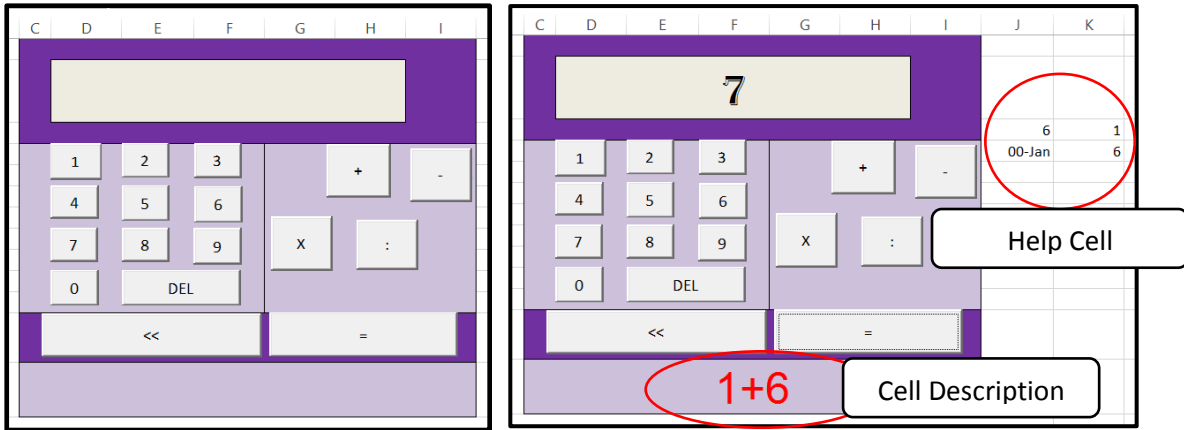 C D E F G H I
1 2 3 + -
4 5 6
7 8 9 X :
0 DEL
<< =
C D E F G H I J K
7
6 1
00-Jan 6
1 2 3 + -
4 5 6
7 8 9 X :
Help Cell
0 DEL
<< =
1+6
Cell Description